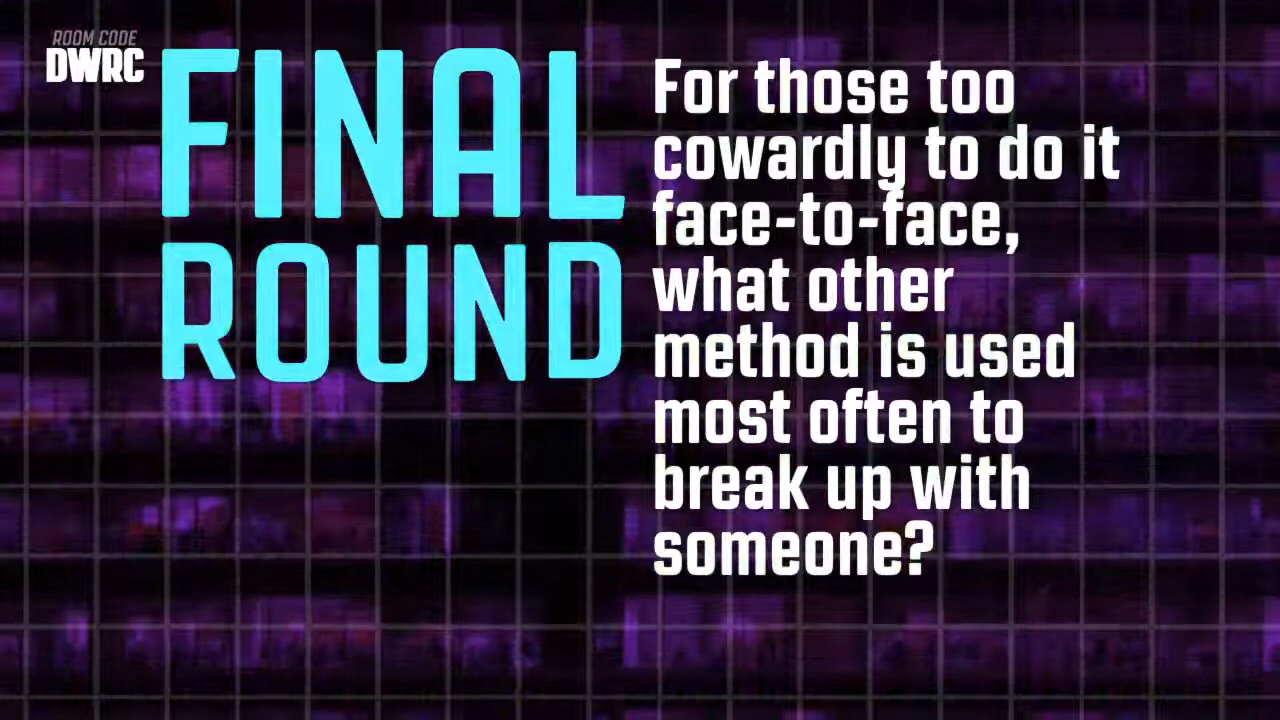 ROOM CODE
DWRC
FINAL
ROUND
For those too
cowardly to do it
face-to-face,
what other
method is used
most often to
break up with
someone?